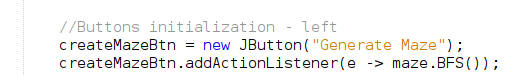 //Buttons initialization - left
createMazeBtn = new JButton("Generate Maze");
createMazeBtn.addActionListener(e -> maze.BFS());